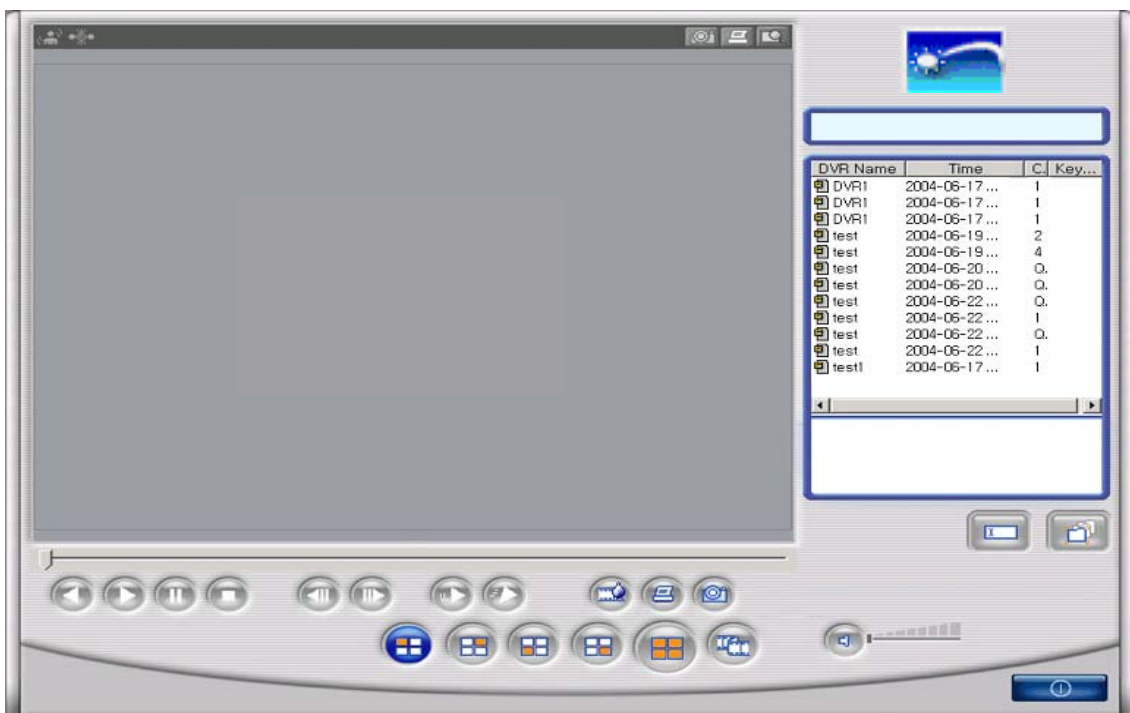 DVR Name Time C. Key...
DVR1 2004-06-17 ... 1
DVR1 2004-06-17 ... 1
DVR1 2004-06-17 ... 1
test 2004-06-19 ... 2
test 2004-06-19 ... 4
test 2004-06-20 ... Q.
test 2004-06-20 ... Q.
test 2004-06-22 ... Q.
test 2004-06-22 ... 1
test 2004-06-22 ... Q.
test 2004-06-22 ... 1
test1 2004-06-17 ... 1